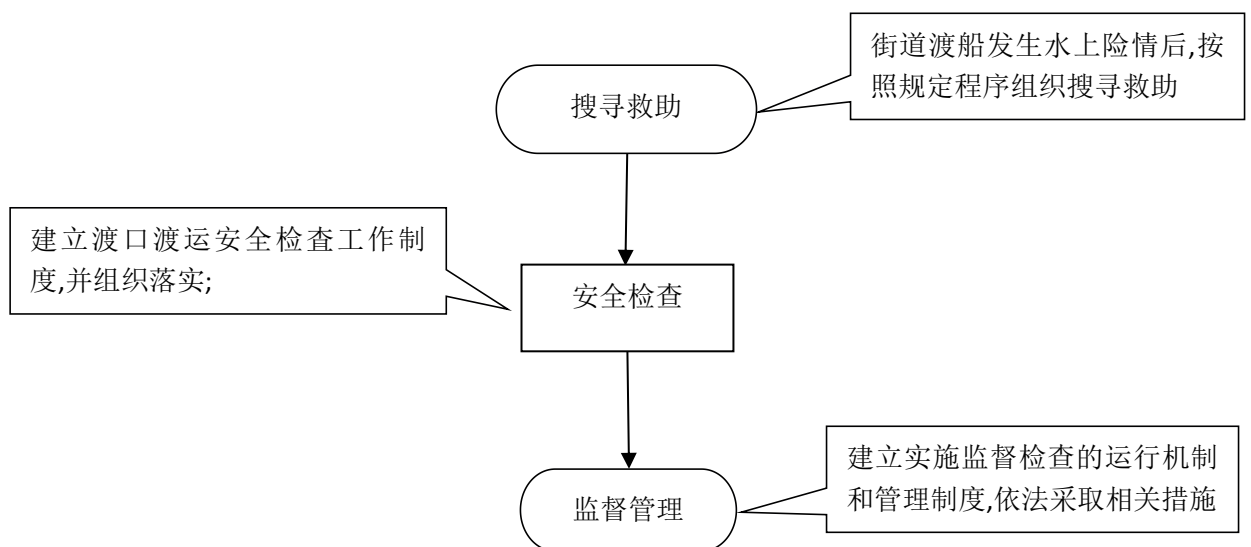 街道渡船发生水上险情后,按
照规定程序组织搜寻救助
搜寻救助
建立渡口渡运安全检查工作制
度,并组织落实;
安全检查
建立实施监督检查的运行机制
和管理制度,依法采取相关措施
监督管理